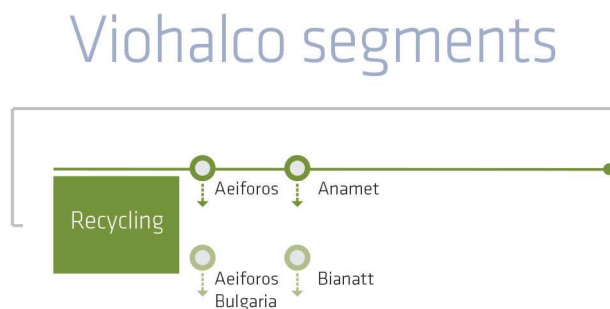 Viohalco segments
Aeiforos
Anamet
Recycling
Aeiforos
Bulgaria
Bianatt